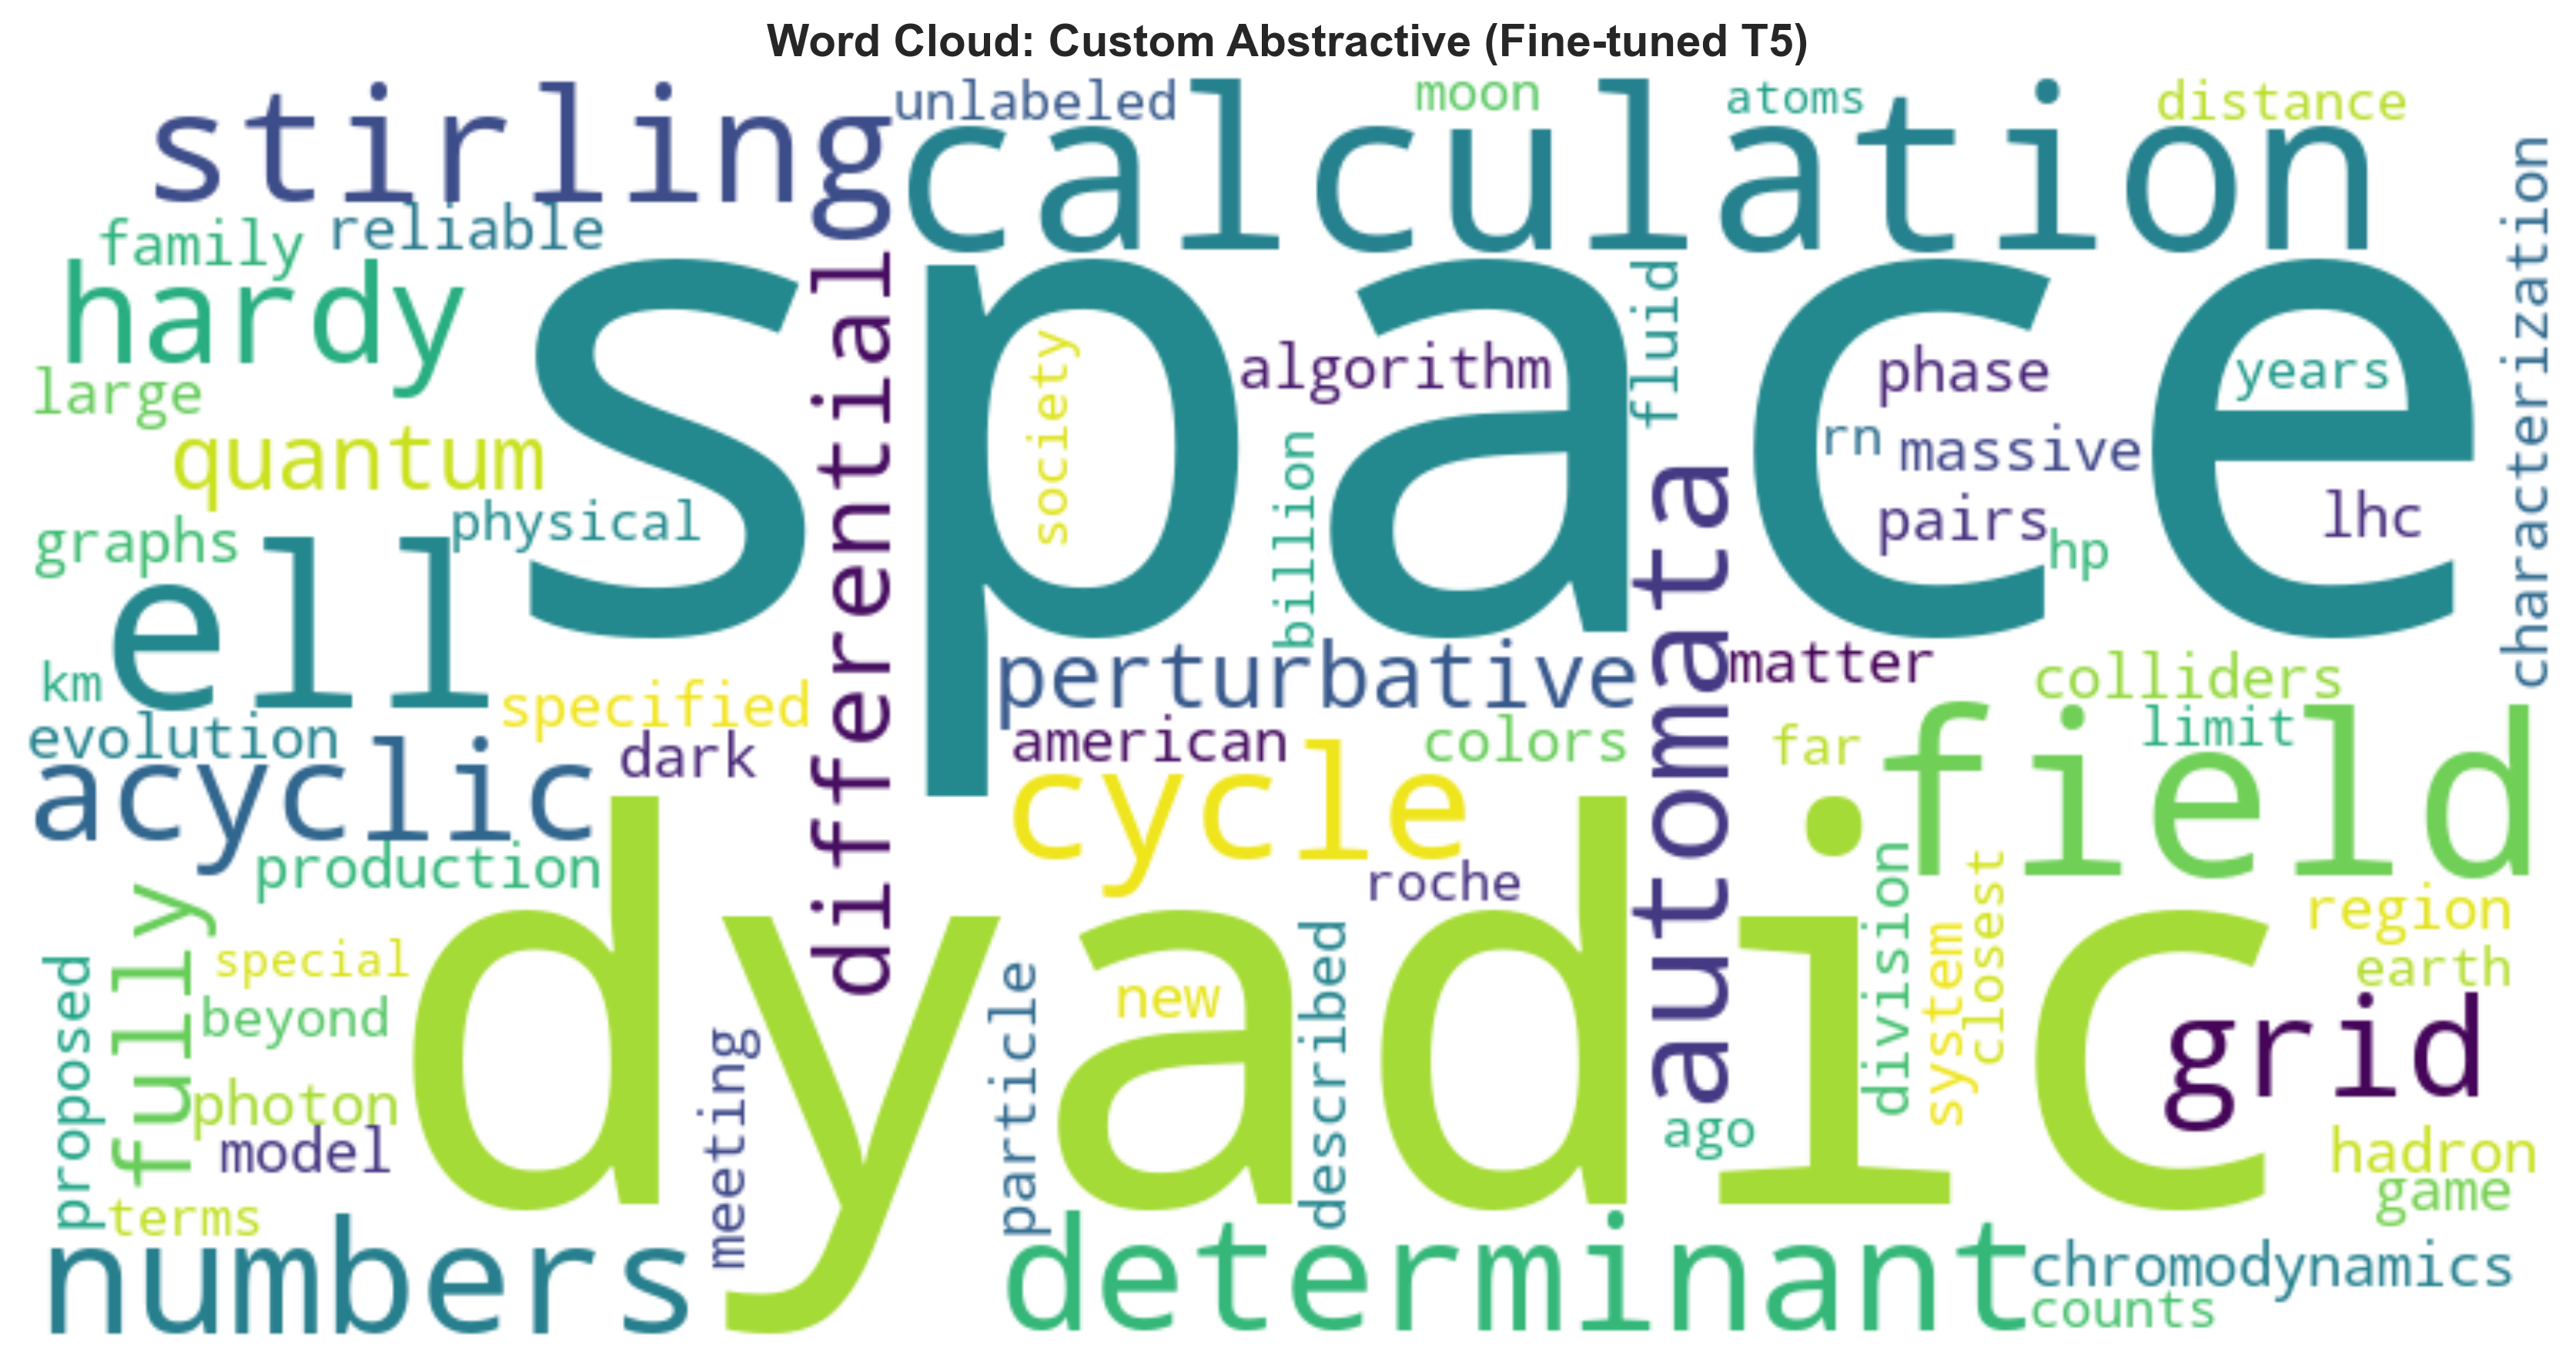 Word Cloud: Custom Abstractive (Fine-tuned T5)
stirling
unlabeled
calculation
moon
atoms
distance
characterization
family
reliable
hardy
space
differential
fluid
large
society
algorithm
phase
years
quantum
billion
rn
massive
physical
pairs
lhc
graphs
hp
ell
automata
km
specified
perturbative
matter
colliders
evolution
dark
american
colors
far
limit
field
acyclic
cycle
production
roche
division
closest
region
fully
dyadic
special
system
earth
proposed
beyond
particle
new
described
grid
photon
meeting
ago
model
hadron
terms
game
numbers
determinant
chromodynamics
counts